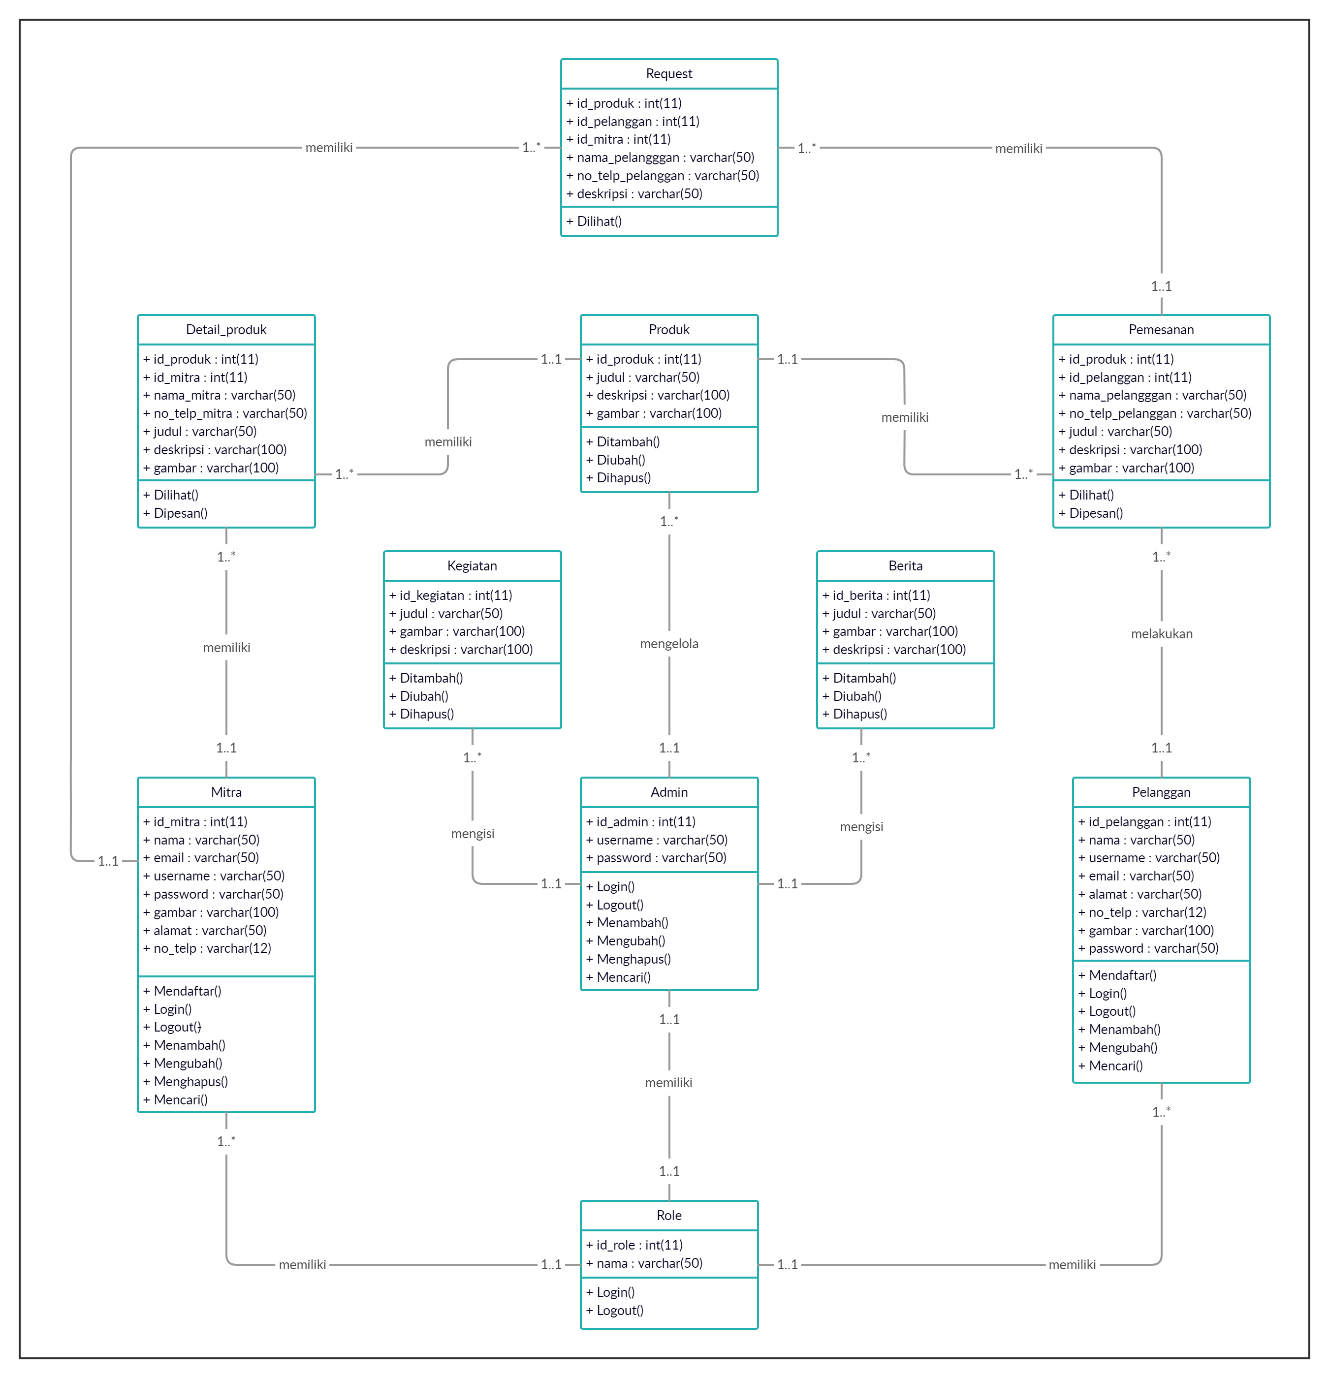 Request
+ id_produk : int(11)
+ id_pelanggan : int(11)
+ id_mitra : int(11)
+ nama_pelangggan : varchar(50)
+ no_telp_pelanggan : varchar(50)
+ deskripsi : varchar(50)
+ Dilihat()
memiliki
1..*
1..*
memiliki
1..1
Detail_produk
+ id_produk : int(11)
+ id_mitra : int(11)
+ nama_mitra : varchar(50)
+ no_telp_mitra : varchar(50)
+ judul : varchar(50)
+ deskripsi : varchar(100)
+ gambar : varchar(100)
+ Dilihat()
+ Dipesan()
1..1
memiliki
1..*
Produk
+ id_produk : int(11)
+ judul : varchar(50)
+ deskripsi : varchar(100)
+ gambar : varchar(100)
+ Ditambah()
+ Diubah()
+ Dihapus()
1..1
memiliki
1..*
Pemesanan
+ id_produk : int(11)
+ id_pelanggan : int(11)
+ nama_pelangggan : varchar(50)
+ no_telp_pelanggan : varchar(50)
+ judul : varchar(50)
+ deskripsi : varchar(100)
+ gambar : varchar(100)
+ Dilihat()
+ Dipesan()
1..*
memiliki
1..1
Kegiatan
+ id_kegiatan : int(11)
+ judul : varchar(50)
+ gambar : varchar(100)
+ deskripsi : varchar(100)
+ Ditambah()
+ Diubah()
+ Dihapus()
1..*
mengisi
1..1
1..*
mengelola
1..1
Berita
+ id_berita : int(11)
+ judul : varchar(50)
+ gambar : varchar(100)
+ deskripsi : varchar(100)
+ Ditambah()
+ Diubah()
+ Dihapus()
1..*
mengisi
1..1
1..*
melakukan
1..1
1..1
Mitra
+ id_mitra : int(11)
+ nama : varchar(50)
+ email : varchar(50)
+ username : varchar(50)
+ password : varchar(50)
+ gambar : varchar(100)
+ alamat : varchar(50)
+ no_telp : varchar(12)
+ Mendaftar()
+ Login()
+ Logout()
+ Menambah()
+ Mengubah()
+ Menghapus()
+ Mencari()
Admin
+ id_admin : int(11)
+ username : varchar(50)
+ password : varchar(50)
+ Login()
+ Logout()
+ Menambah()
+ Mengubah()
+ Menghapus()
+ Mencari()
Pelanggan
+ id_pelanggan : int(11)
+ nama : varchar(50)
+ username : varchar(50)
+ email : varchar(50)
+ alamat : varchar(50)
+ no_telp : varchar(12)
+ gambar : varchar(100)
+ password : varchar(50)
+ Mendaftar()
+ Login()
+ Logout()
+ Menambah()
+ Mengubah()
+ Mencari()
1..*
memiliki
1..1
1..1
memiliki
1..1
1..*
memiliki
1..1
Role
+ id_role : int(11)
+ nama : varchar(50)
+ Login()
+ Logout()